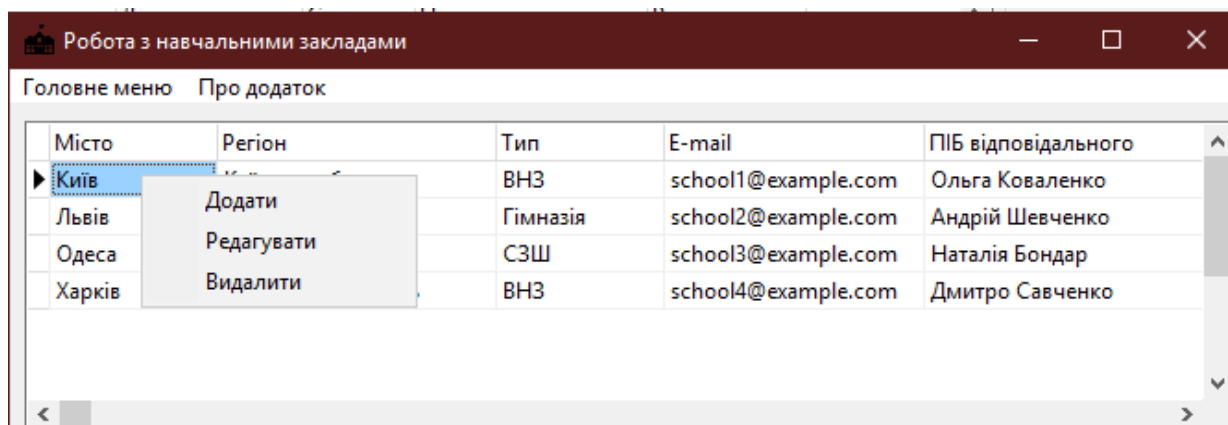 Робота з навчальними закладами
Головне меню Про додаток
Місто Регіон Тип E-mail ПІБ відповідального
Київ ВНЗ school1@example.com Ольга Коваленко
Додати
Львів Гімназія school2@example.com Андрій Шевченко
Редагувати
Одеса СЗШ school3@example.com Наталія Бондар
Видалити
Харків ВНЗ school4@example.com Дмитро Савченко